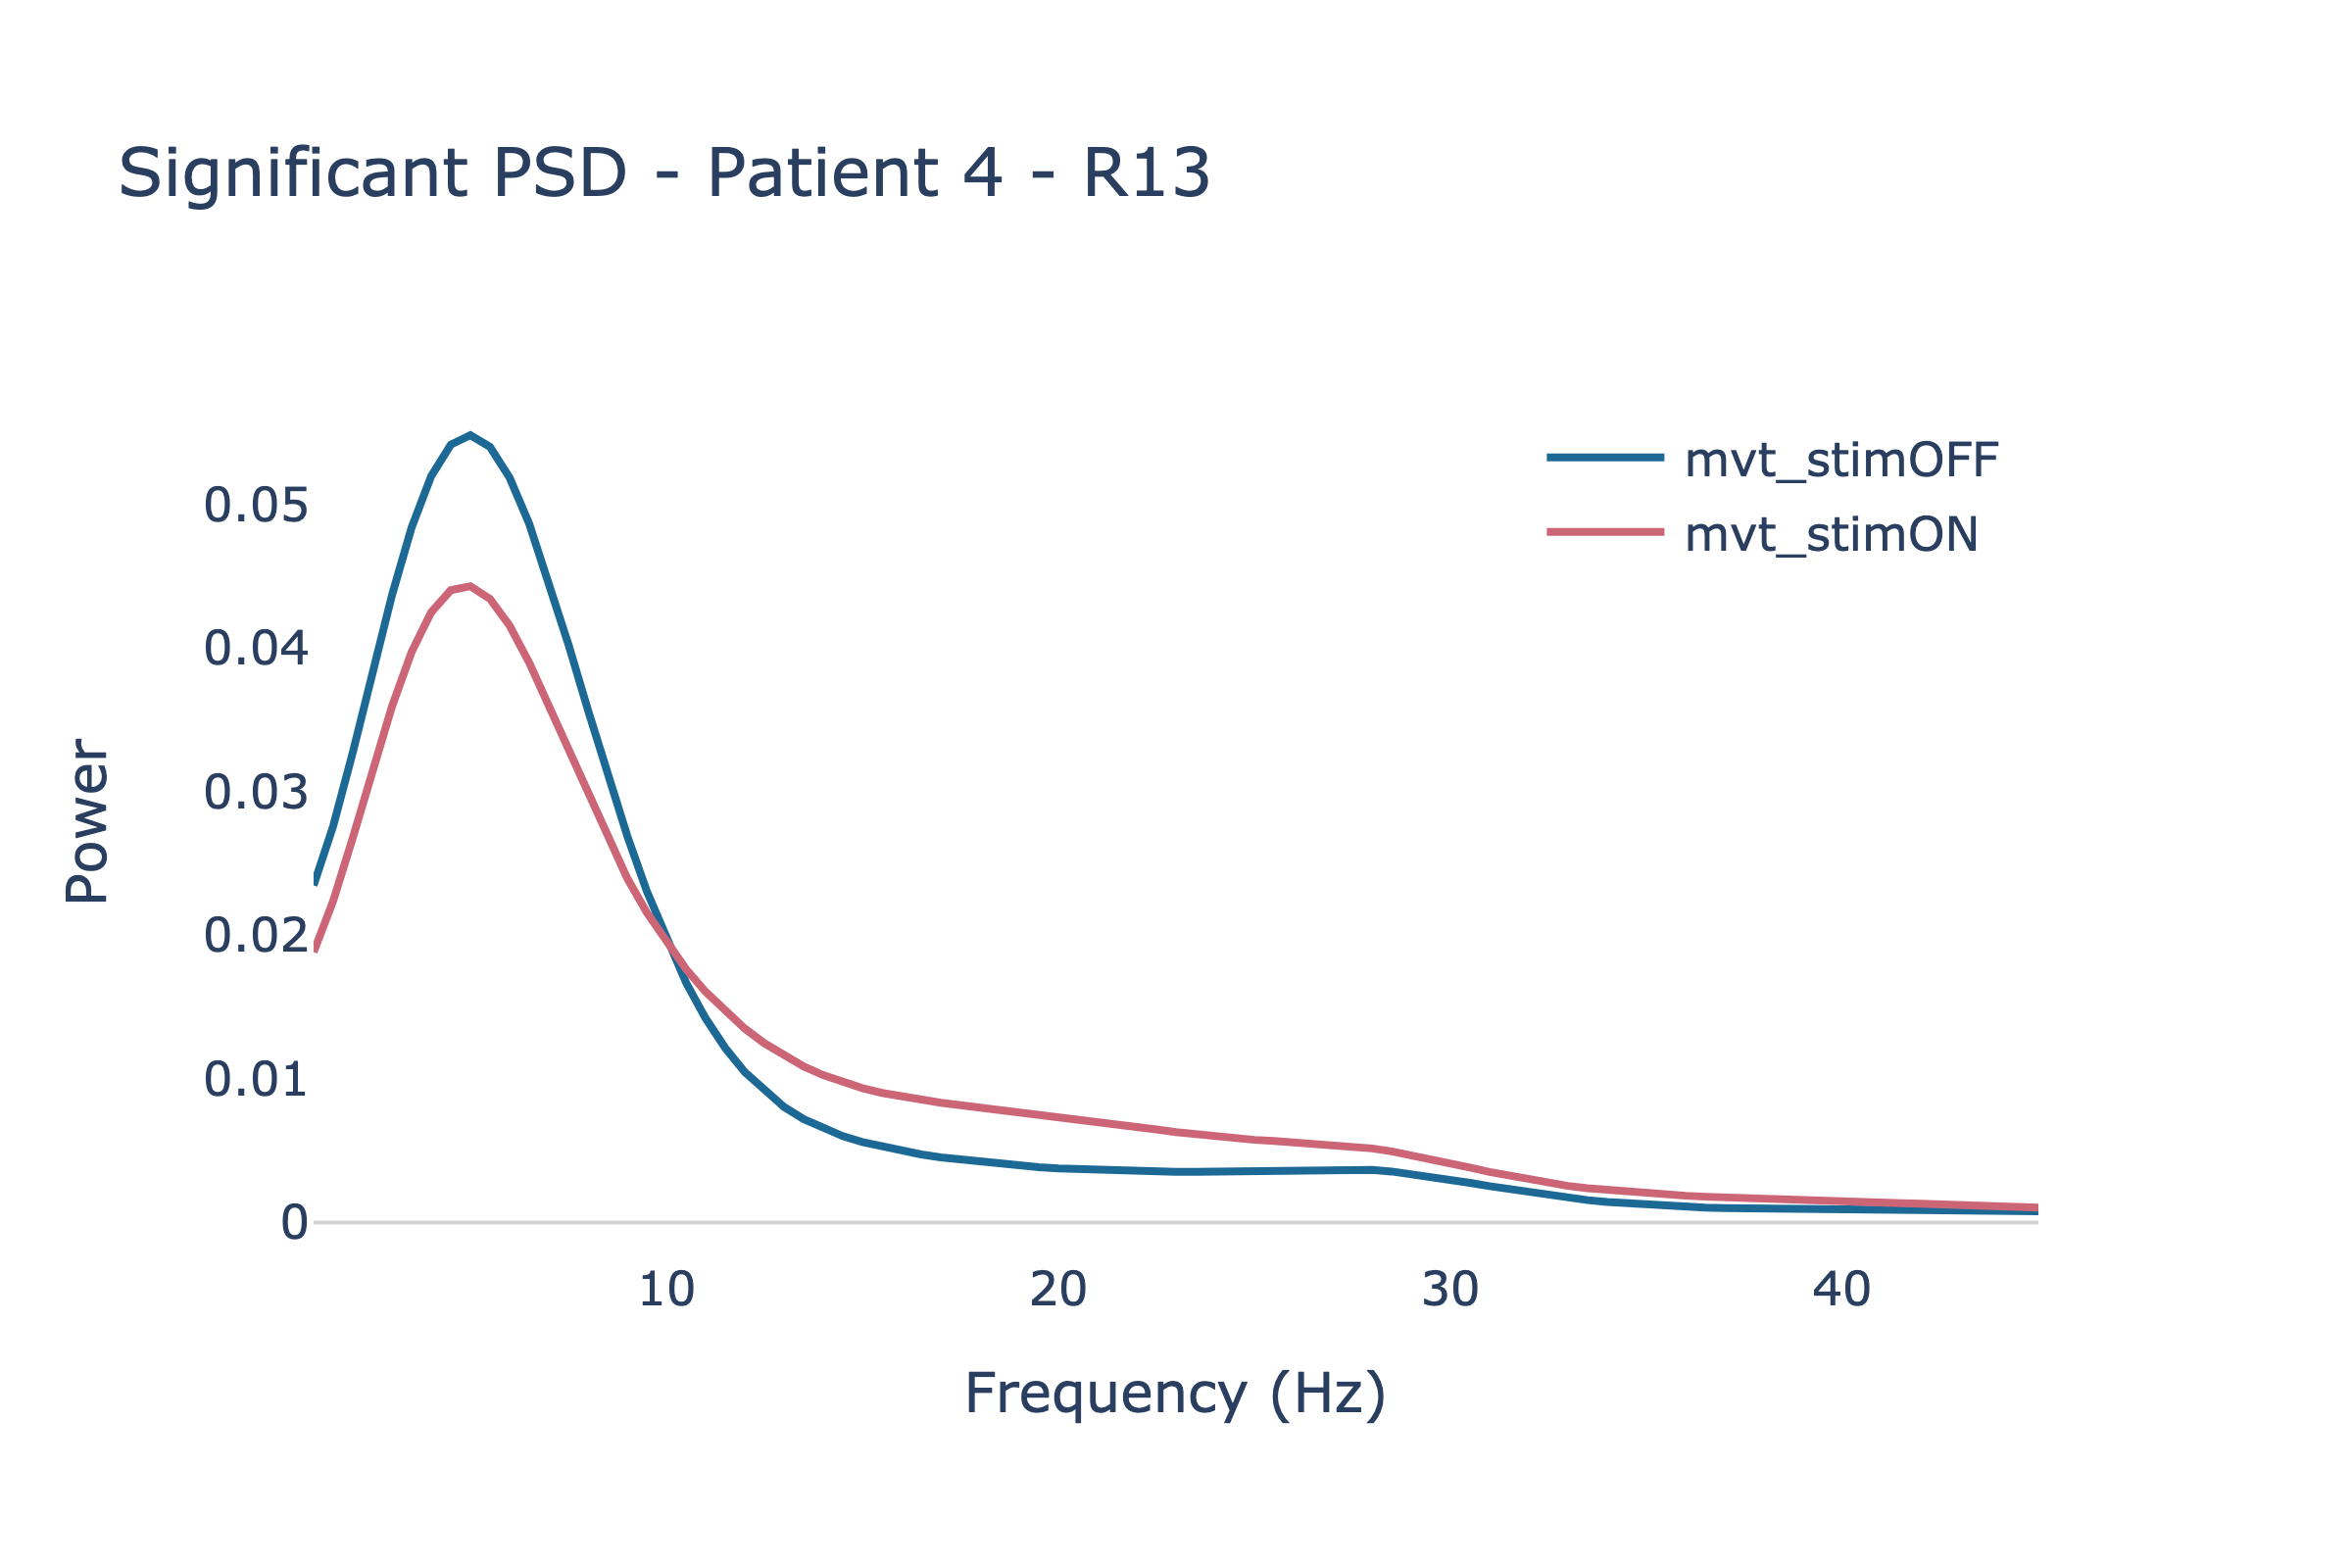 Significant PSD - Patient 4 - R13
mvt_stimOFF
mvt_stimON
0.05
0.04
0.03
0.02
0.01
0
Power
10 20 30 40
Frequency (Hz)